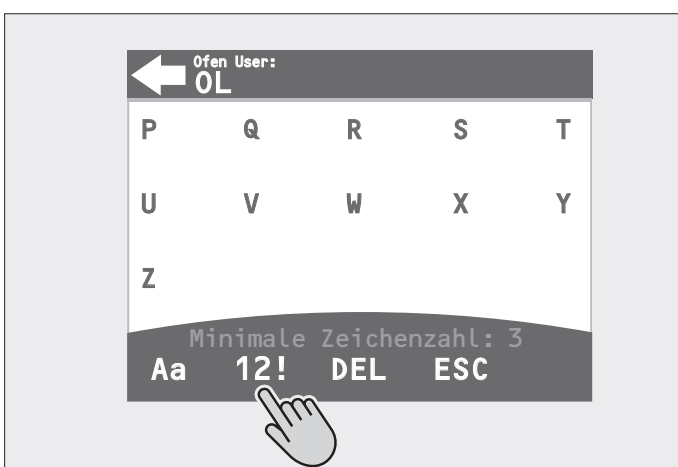 Ofen User:
OL
P Q R S T
U V W X Y
Z
Minimale Zeichenzahl: 3
Aa 12! DEL ESC